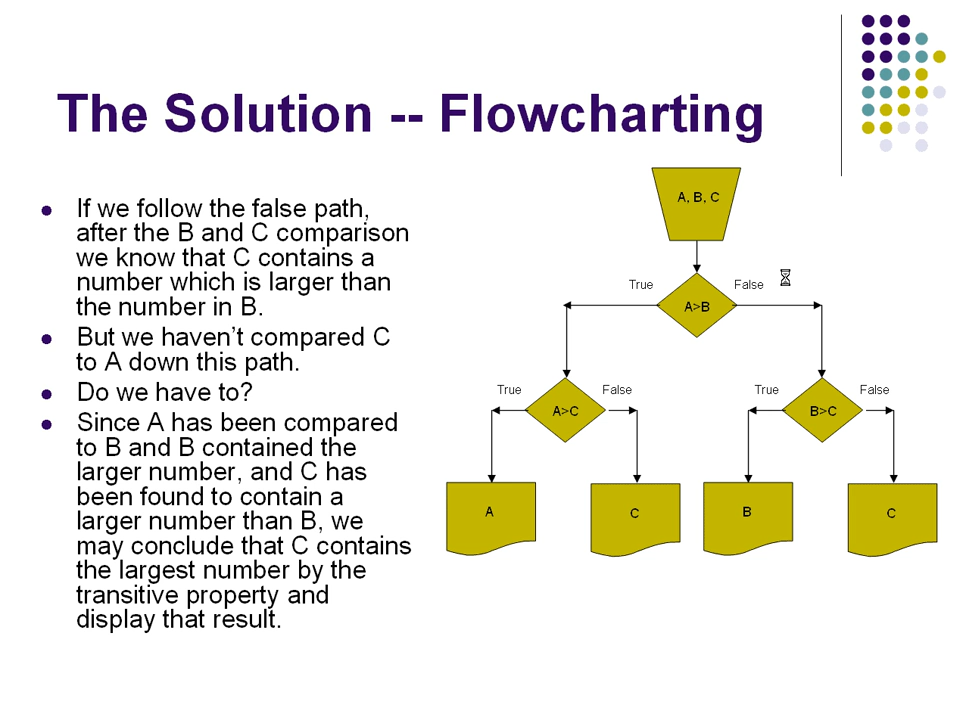 The Solution -- Flowcharting
If we follow the false path,
after the B and C comparison
we know that C contains a
number which is larger than
the number in B.
But we haven’t compared C
to A down this path.
Do we have to?
Since A has been compared
to B and B contained the
larger number, and C has
been found to contain a
larger number than B, we
may conclude that C contains
the largest number by the
transitive property and
display that result.
A, B, C
True False
A>B
True False True False
A>C B>C
A C B C